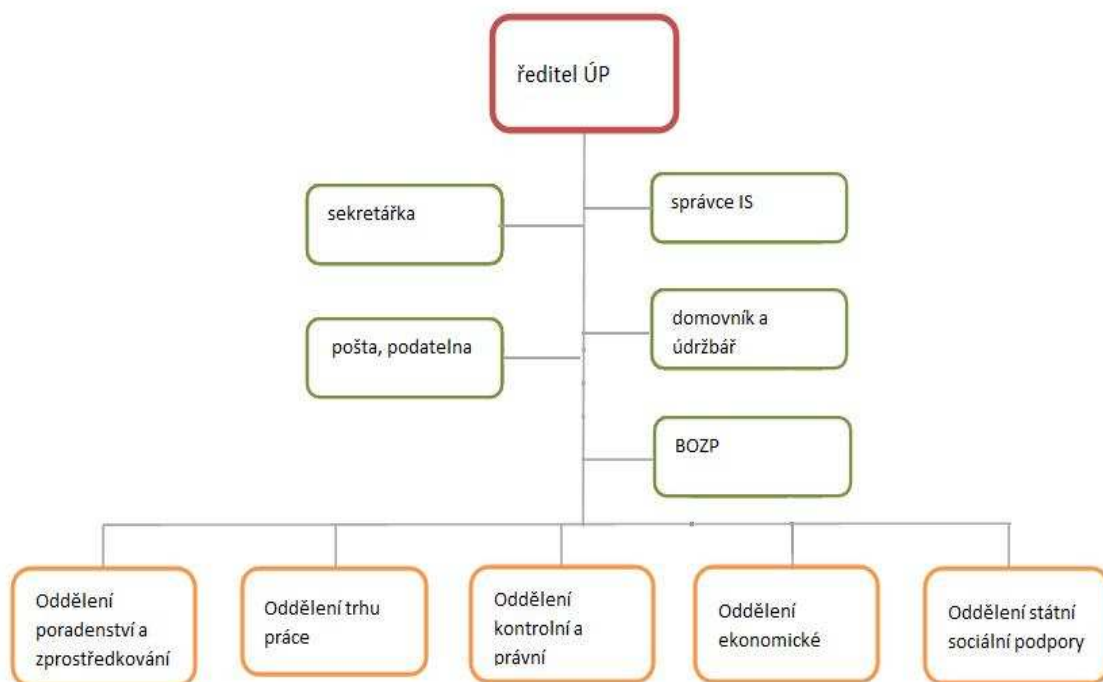 ředitel ÚP
sekretářka
správce IS
pošta, podatelna
domovník a
údržbář
BOZP
Oddělení
poradenství a
zprostředkování
Oddělení trhu
práce
Oddělení
kontrolní a
právní
Oddělení
ekonomické
Oddělení státní
sociální podpory